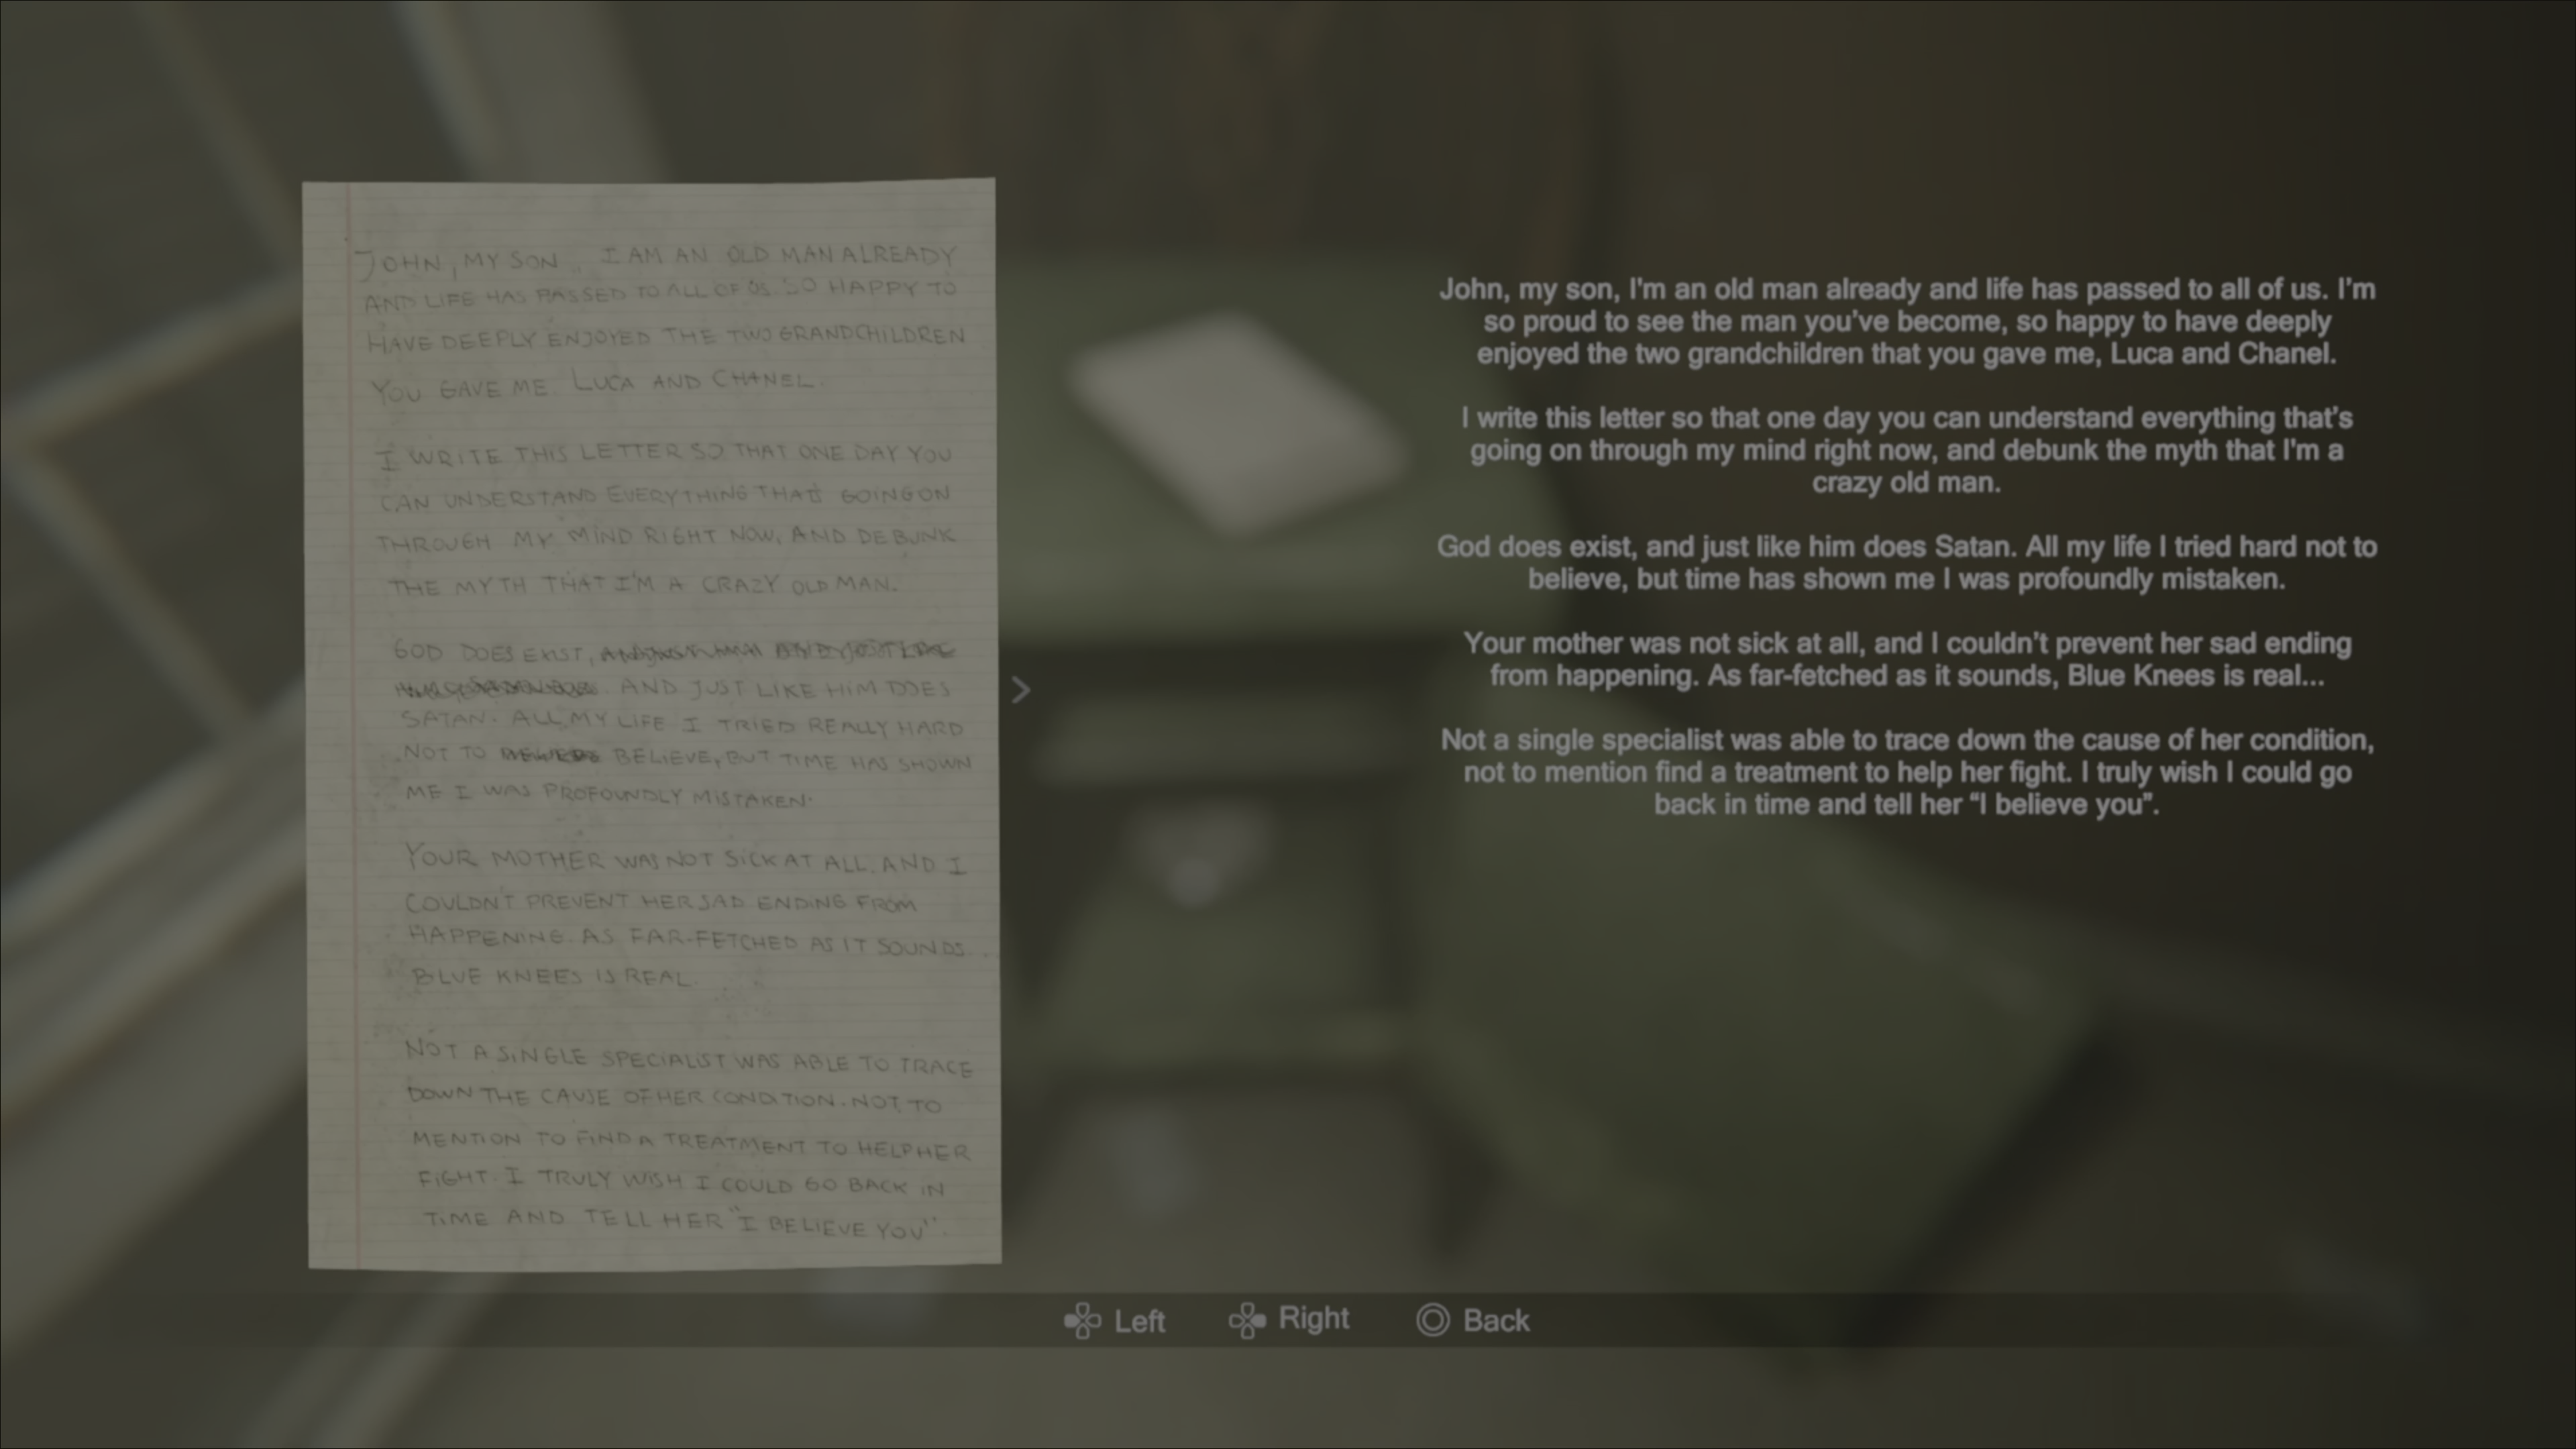 JOHN, MY SON, I AM AN OLD MAN ALREADY
AND LIFE HAS PASSED TO ALL OF US. SO HAPPY TO
HAVE DEEPLY ENJOYED THE TWO GRANDCHILDREN
YOU GAVE ME. LUCA AND CHANEL.
I WRITE THIS LETTER SO THAT ONE DAY YOU
CAN UNDERSTAND EVERYTHING THAT'S GOING ON
THROUGH MY MIND RIGHT NOW, AND DEBUNK
THE MYTH THAT I'M A CRAZY OLD MAN.
GOD DOES EXIST,
AND JUST LIKE HIM DOES
SATAN. ALL MY LIFE I TRIED REALLY HARD
NOT TO BELIEVE, BUT TIME HAS SHOWN
ME I WAS PROFOUNDLY MISTAKEN.
YOUR MOTHER WAS NOT SICK AT ALL. AND I
COULDN'T PREVENT HER SAD ENDING FROM
HAPPENING. AS FAR-FETCHED AS IT SOUNDS..
BLUE KNEES IS REAL.
NOT A SINGLE SPECIALIST WAS ABLE TO TRACE
DOWN THE CAUSE OF HER CONDITION. NOT TO
MENTION TO FIND A TREATMENT TO HELP HER
FIGHT. I TRULY WISH I COULD GO BACK IN
TIME AND TELL HER "I BELIEVE YOU".
>
John, my son, I'm an old man already and life has passed to all of us. I'm
so proud to see the man you've become, so happy to have deeply
enjoyed the two grandchildren that you gave me, Luca and Chanel.
I write this letter so that one day you can understand everything that's
going on through my mind right now, and debunk the myth that I'm a
crazy old man.
God does exist, and just like him does Satan. All my life I tried hard not to
believe, but time has shown me I was profoundly mistaken.
Your mother was not sick at all, and I couldn't prevent her sad ending
from happening. As far-fetched as it sounds, Blue Knees is real...
Not a single specialist was able to trace down the cause of her condition,
not to mention find a treatment to help her fight. I truly wish I could go
back in time and tell her “I believe you”.
Left Right Back